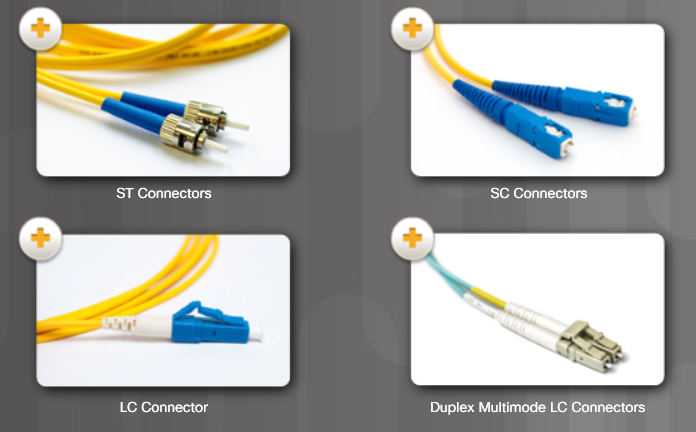 ST Connectors
SC Connectors
LC Connector
Duplex Multimode LC Connectors